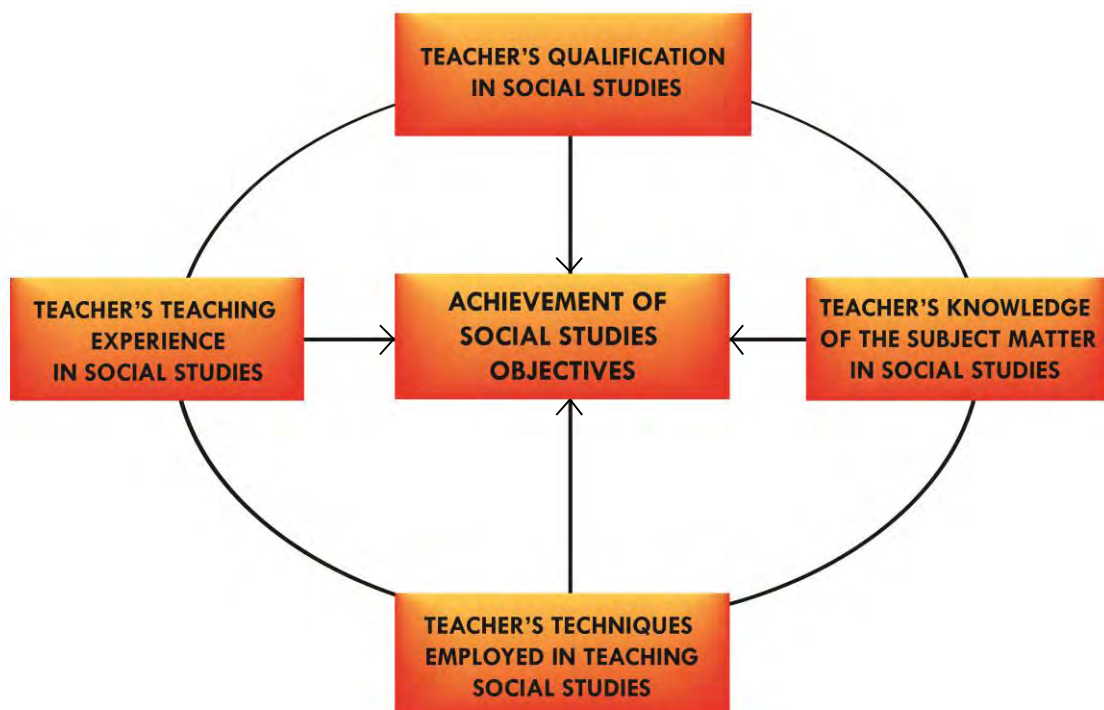 TEACHER'S QUALIFICATION
IN SOCIAL STUDIES
TEACHER'S TEACHING
EXPERIENCE
IN SOCIAL STUDIES
ACHIEVEMENT OF
SOCIAL STUDIES
OBJECTIVES
TEACHER'S KNOWLEDGE
OF THE SUBJECT MATTER
IN SOCIAL STUDIES
TEACHER'S TECHNIQUES
EMPLOYED IN TEACHING
SOCIAL STUDIES